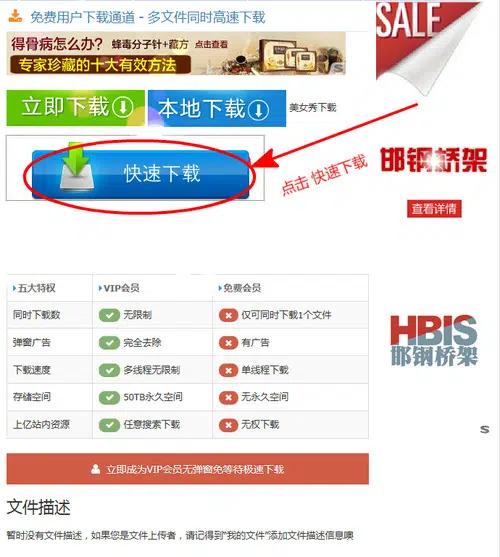 免费用户下载通道 - 多文件同时高速下载
SALE
得骨病怎么办? 蜂毒分子针+藏方 点击查看
专家珍藏的十大有效方法
立即下载
本地下载
美女秀下载
快速下载
点击 快速下载
邯钢桥架
查看详情
五大特权 VIP会员 免费会员
同时下载数 无限制 仅可同时下载1个文件
弹窗广告 完全去除 有广告
下载速度 多线程无限制 单线程下载
存储空间 50TB永久空间 无永久空间
上亿站内资源 任意搜索下载 无权下载
HBIS
邯钢桥架
S
立即成为VIP会员无弹窗免等待极速下载
文件描述
暂时没有文件描述，如果您是文件上传者，请记得到"我的文件"添加文件描述信息噢